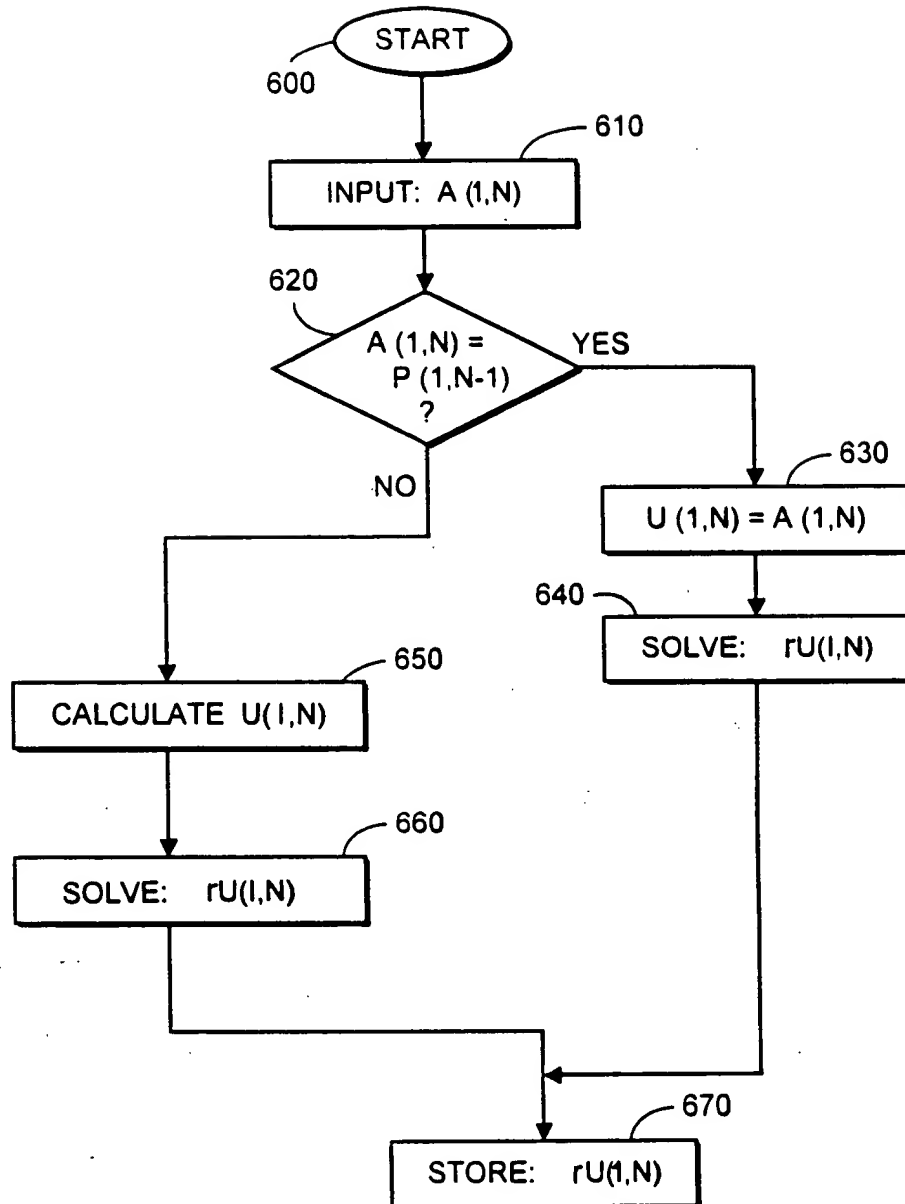 START
600
610
INPUT: A (1,N)
620
A (1,N) =
P (1,N-1)
?
YES
NO
630
U (1,N) = A (1,N)
640
SOLVE: rU(I,N)
650
CALCULATE U( I,N)
660
SOLVE: rU(I,N)
670
STORE: rU(1,N)